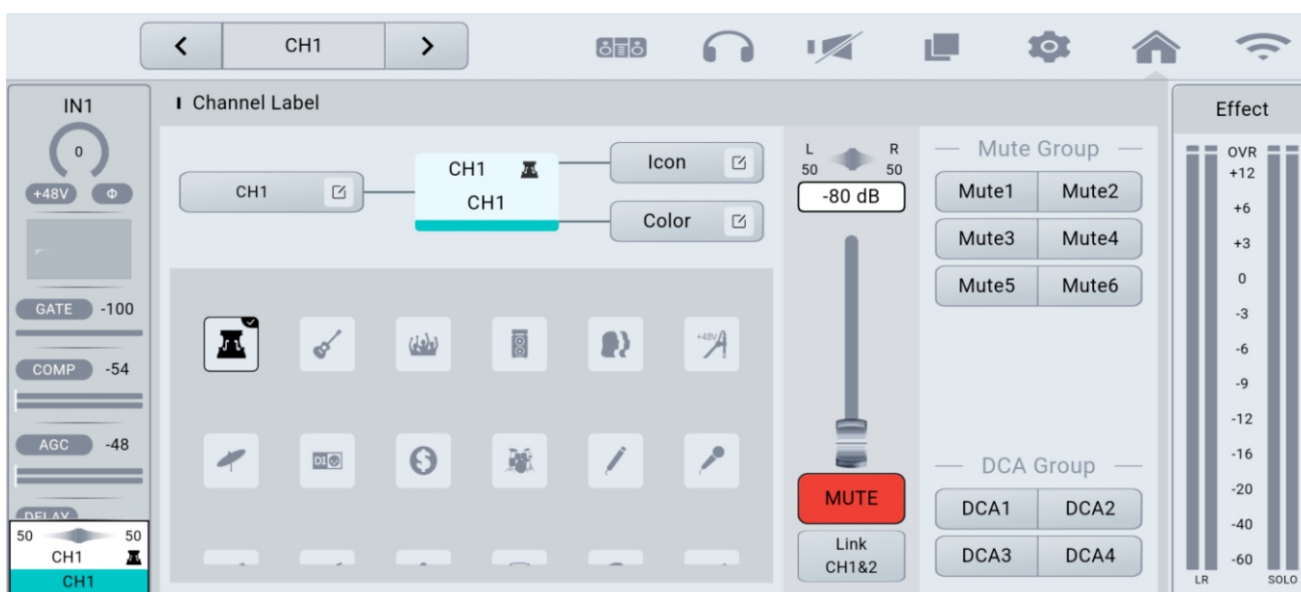 CH1
IN1
0
+48V Φ
GATE -100
COMP -54
AGC -48
DELAY
50 50
CH1
CH1
Channel Label
CH1
CH1
CH1
Icon
Color
+48V
DI
L R
50 50
-80 dB
MUTE
Link
CH1&2
Mute Group
Mute1 Mute2
Mute3 Mute4
Mute5 Mute6
DCA Group
DCA1 DCA2
DCA3 DCA4
Effect
OVR
+12
+6
+3
0
-3
-6
-9
-12
-16
-20
-40
-60
LR SOLO